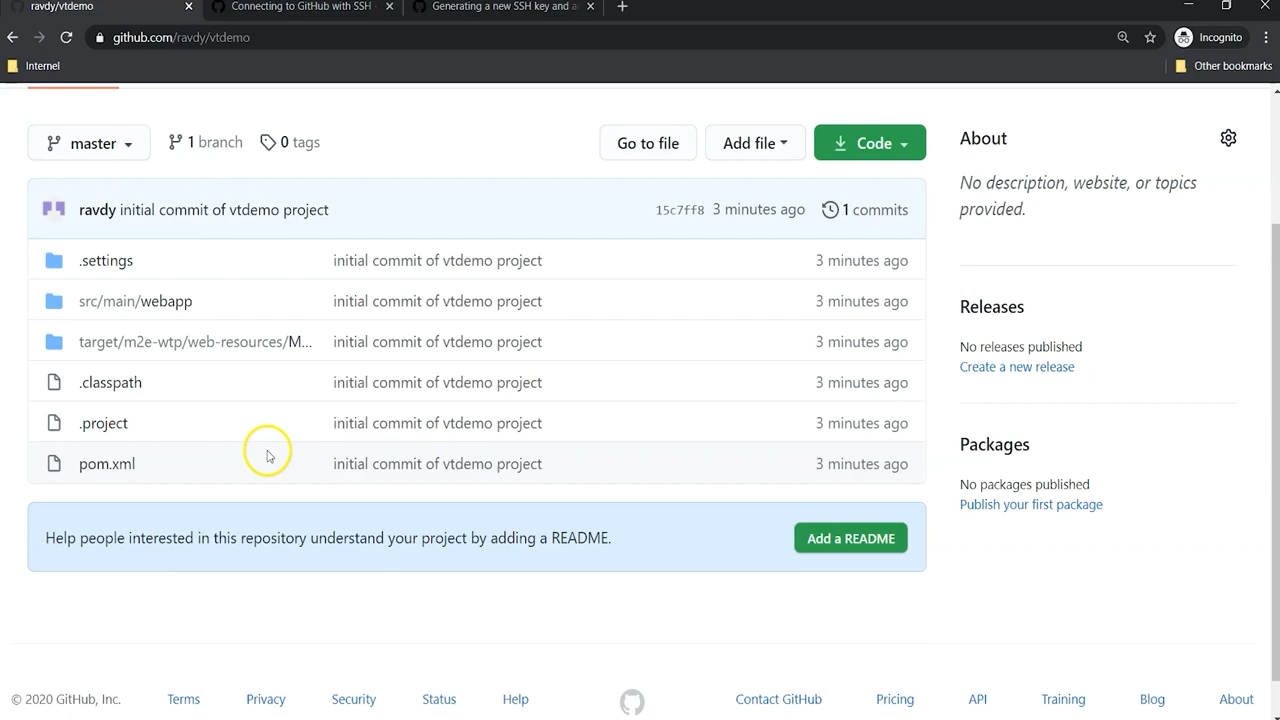 ravdy/vtdemo
Connecting to GitHub with SSH -
Generating a new SSH key and a
github.com/ravdy/vtdemo
Incognito
Internet
Other bookmarks
master
1 branch
0 tags
Go to file
Add file
Code
About
No description, website, or topics
provided.
ravdy initial commit of vtdemo project
15c7ff8 3 minutes ago
1 commits
.settings
initial commit of vtdemo project
3 minutes ago
src/main/webapp
initial commit of vtdemo project
3 minutes ago
Releases
No releases published
Create a new release
target/m2e-wtp/web-resources/M...
initial commit of vtdemo project
3 minutes ago
.classpath
initial commit of vtdemo project
3 minutes ago
.project
initial commit of vtdemo project
3 minutes ago
pom.xml
initial commit of vtdemo project
3 minutes ago
Packages
No packages published
Publish your first package
Help people interested in this repository understand your project by adding a README.
Add a README
© 2020 GitHub, Inc.
Terms
Privacy
Security
Status
Help
Contact GitHub
Pricing
API
Training
Blog
About